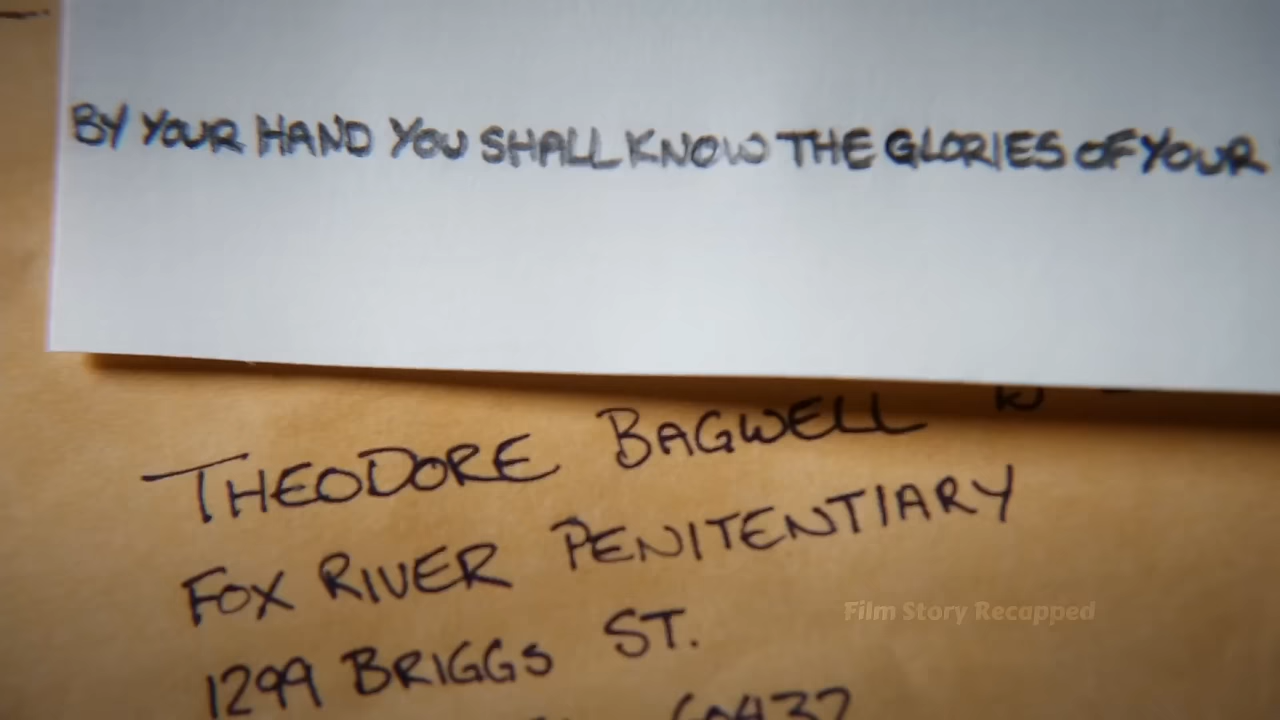 BY YOUR HAND YOU SHALL KNOW THE GLORIES OF YOUR
THEODORE BAGWELL
FOX RIVER PENITENTIARY
1299 BRIGGS ST.
60432
Film Story Recapped